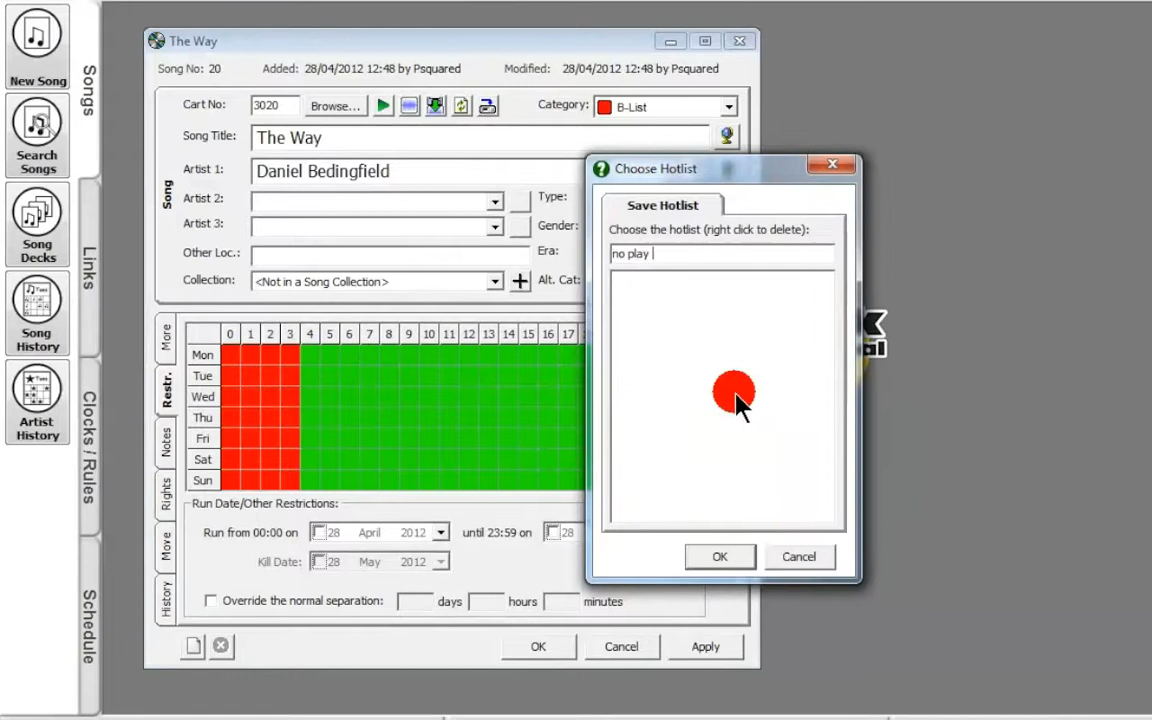 New Song
Search Songs
Song Decks
Song History
Artist History
Songs
Links
Clocks / Rules
Schedule
The Way
Song No: 20 Added: 28/04/2012 12:48 by Psquared Modified: 28/04/2012 12:48 by Psquared
Song
Cart No: 3020 Browse... Category: B-List
Song Title: The Way
Artist 1: Daniel Bedingfield
Artist 2: Type:
Artist 3: Gender:
Other Loc.: Era:
Collection: <Not in a Song Collection> Alt. Cat:
More
Restr.
Notes
Rights
Move
History
0 1 2 3 4 5 6 7 8 9 10 11 12 13 14 15 16 17
Mon
Tue
Wed
Thu
Fri
Sat
Sun
Run Date/Other Restrictions:
Run from 00:00 on 28 April 2012 until 23:59 on 28
Kill Date: 28 May 2012
Override the normal separation: days hours minutes
OK Cancel Apply
Choose Hotlist
Save Hotlist
Choose the hotlist (right click to delete):
no play
OK Cancel